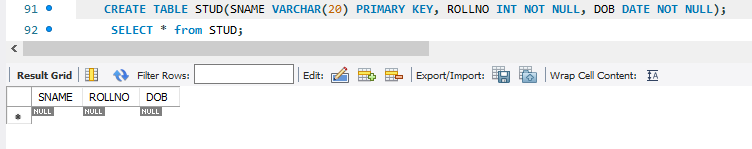 91 CREATE TABLE STUD(SNAME VARCHAR(20) PRIMARY KEY, ROLLNO INT NOT NULL, DOB DATE NOT NULL);
92 SELECT * from STUD;
Result Grid Filter Rows: Edit: Export/Import: Wrap Cell Content: IA
SNAME ROLLNO DOB
* NULL NULL NULL